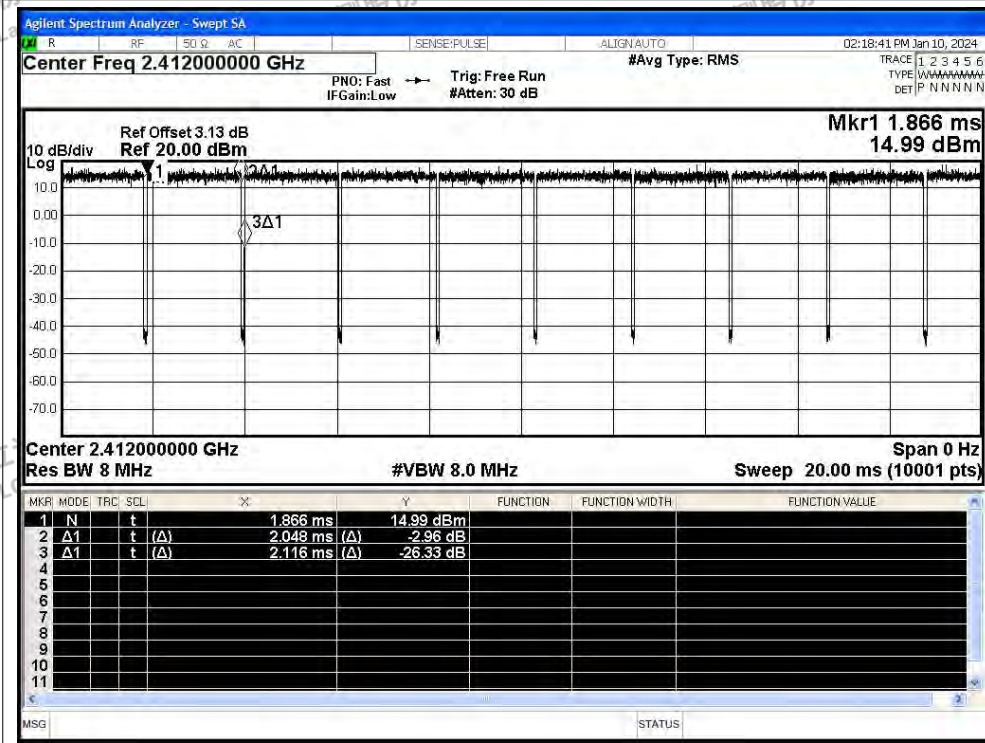 Agilent Spectrum Analyzer - Swept SA
LXI R RF 50 Ω AC SENSE:PULSE ALIGN AUTO 02:18:41 PM Jan 10, 2024
Center Freq 2.412000000 GHz #Avg Type: RMS TRACE 1 2 3 4 5 6
PNO: Fast Trig: Free Run TYPE WWWWWW
IFGain:Low #Atten: 30 dB DET P N N N N N
Ref Offset 3.13 dB Mkr1 1.866 ms
10 dB/div Ref 20.00 dBm 14.99 dBm
Log
1
10.0
0.00
3Δ1
-10.0
-20.0
-30.0
-40.0
-50.0
-60.0
-70.0
Center 2.412000000 GHz Span 0 Hz
Res BW 8 MHz #VBW 8.0 MHz Sweep 20.00 ms (10001 pts)
MKR MODE TRC SCL X Y FUNCTION FUNCTION WIDTH FUNCTION VALUE
1 N t 1.866 ms 14.99 dBm
2 Δ1 t (Δ) 2.048 ms (Δ) -2.96 dB
3 Δ1 t (Δ) 2.116 ms (Δ) -26.33 dB
4
5
6
7
8
9
10
11
MSG STATUS